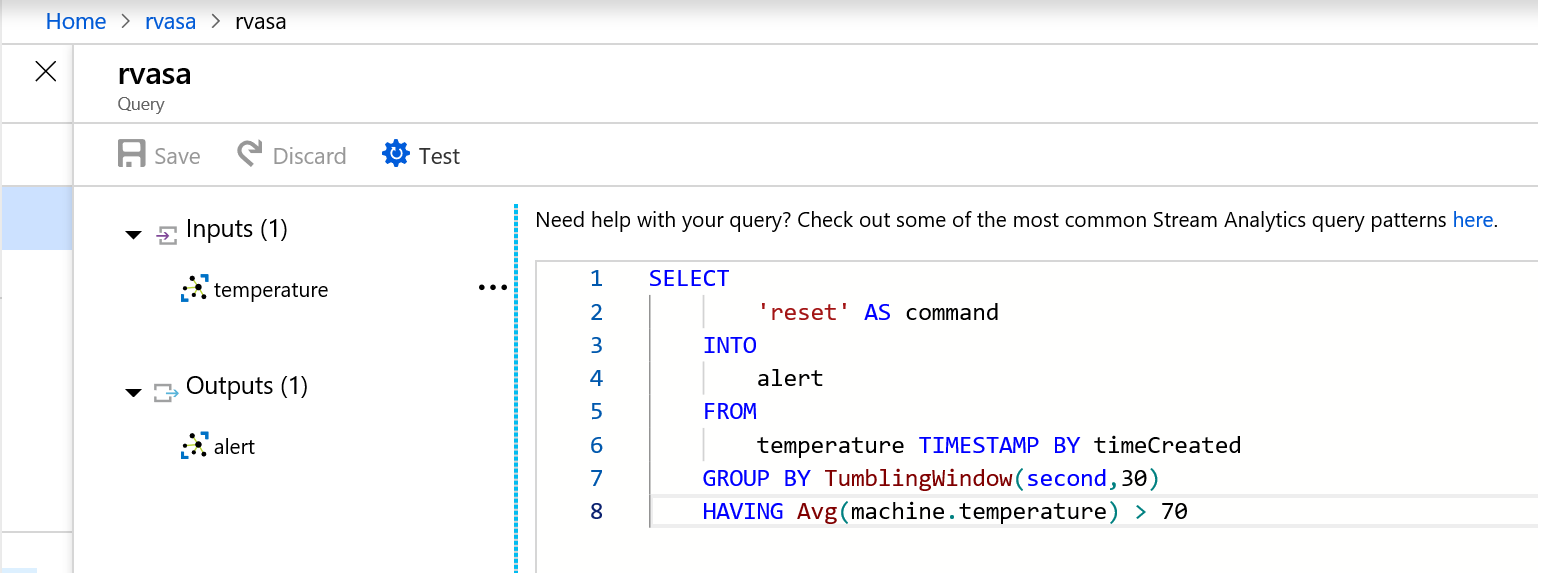 Home > rvasa > rvasa
rvasa
Query
Save Discard Test
Inputs (1)
temperature ...
Outputs (1)
alert
Need help with your query? Check out some of the most common Stream Analytics query patterns here.
1 SELECT
2 'reset' AS command
3 INTO
4 alert
5 FROM
6 temperature TIMESTAMP BY timeCreated
7 GROUP BY TumblingWindow(second,30)
8 HAVING Avg(machine.temperature) > 70